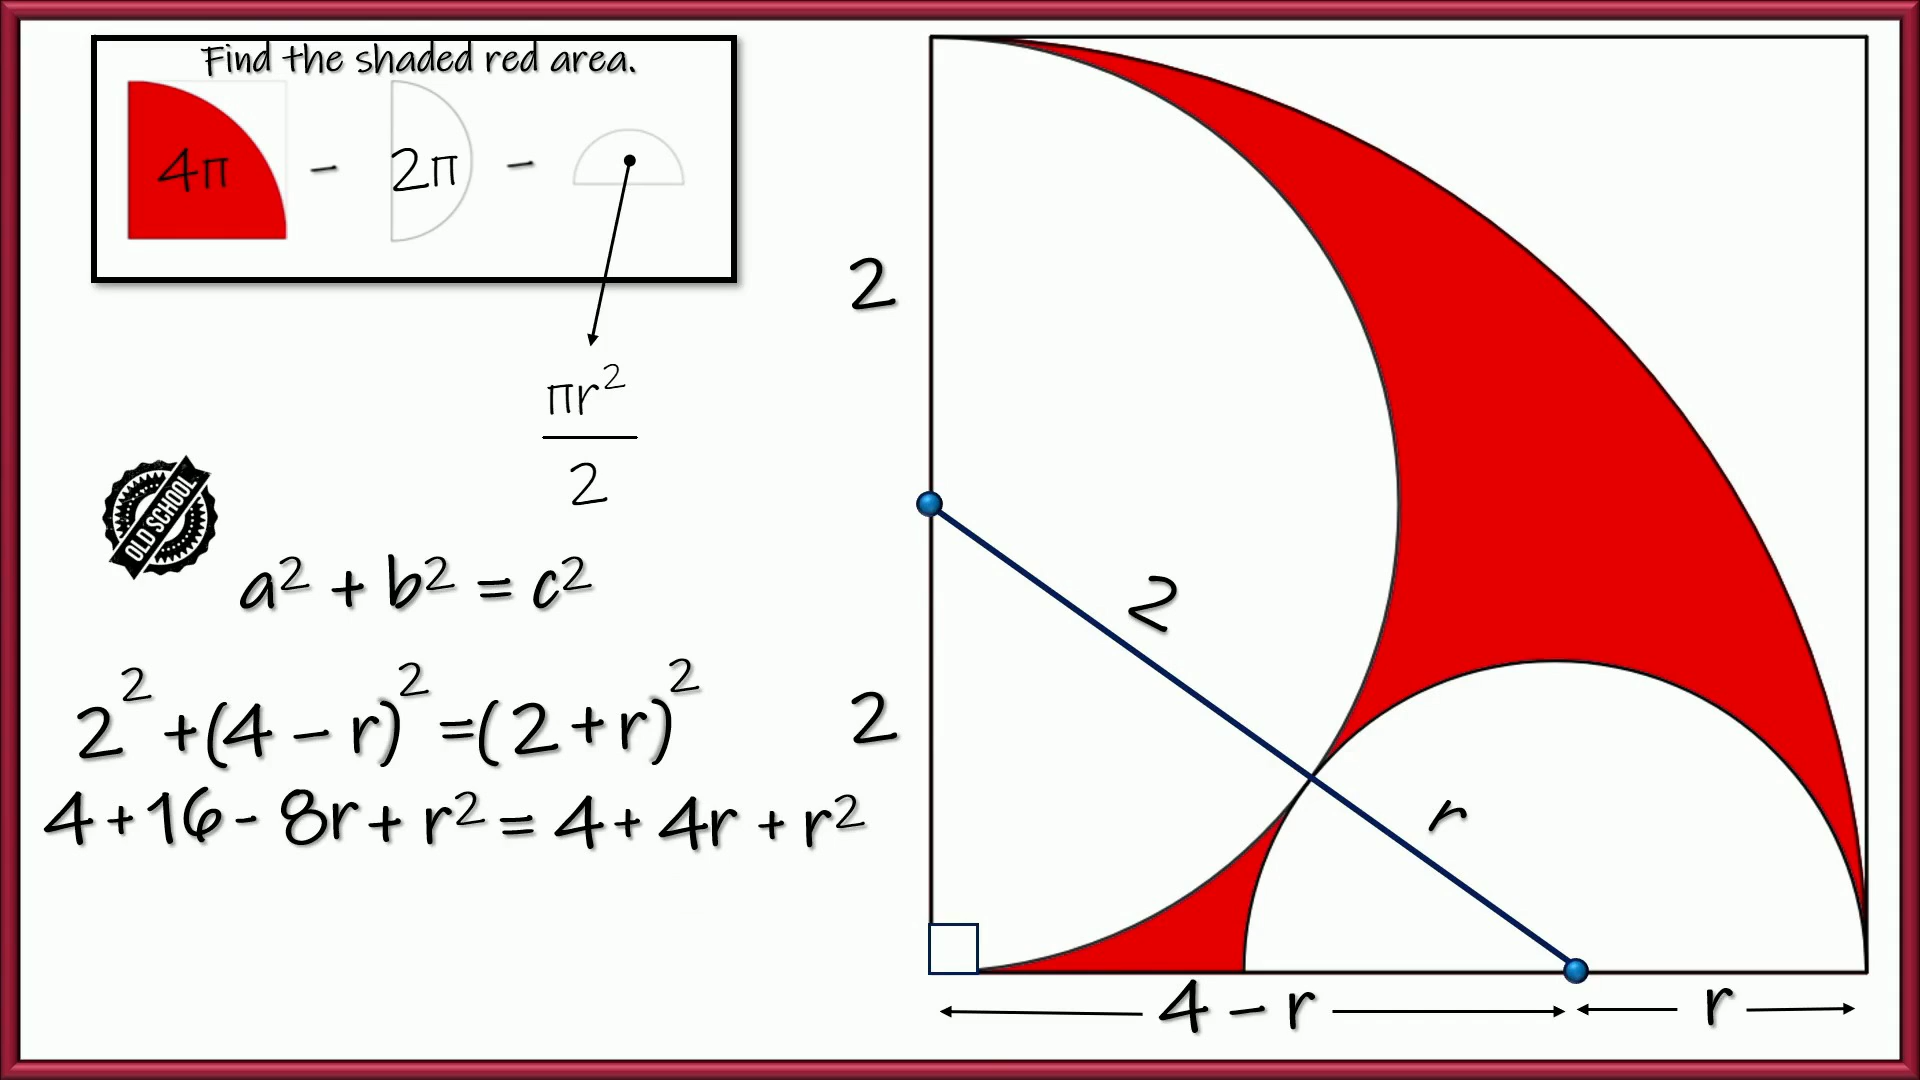 Find the shaded red area.
4π - 2π -
πr²
2
OLD SCHOOL
a² + b² = c²
2² + (4 - r)² = (2 + r)²
4 + 16 - 8r + r² = 4 + 4r + r²
2
2
2
r
4 - r
r